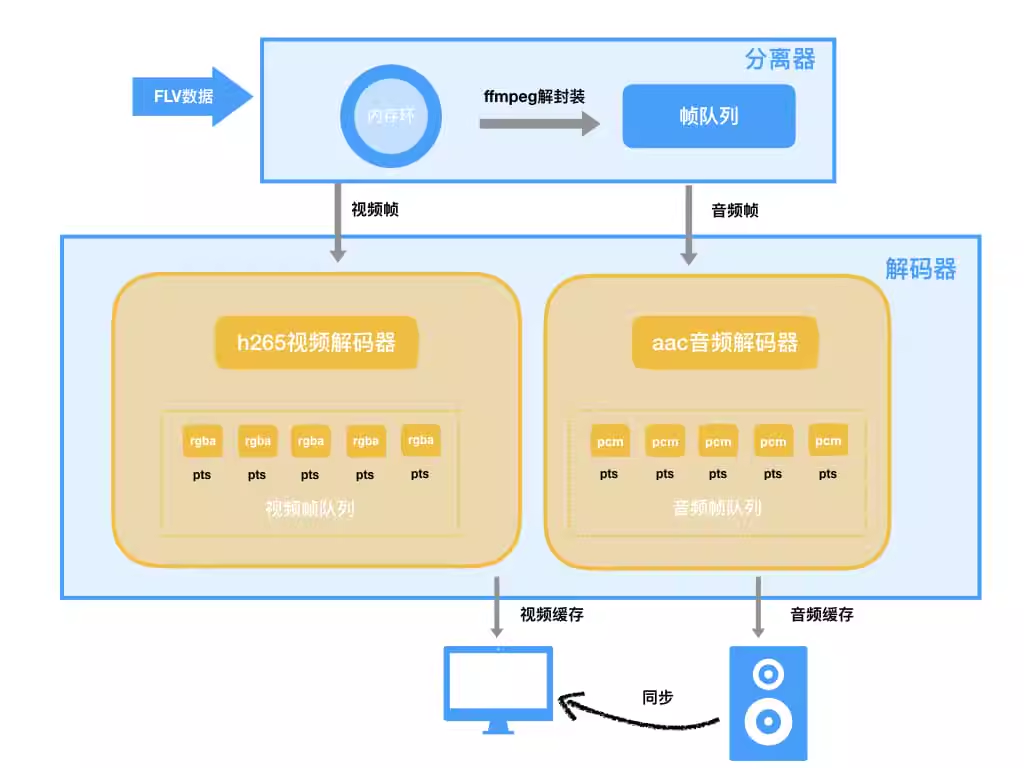 分离器
FLV数据
内存环
ffmpeg解封装
帧队列
视频帧
音频帧
解码器
h265视频解码器
aac音频解码器
rgba
rgba
rgba
rgba
rgba
pts
pts
pts
pts
pts
视频帧队列
pcm
pcm
pcm
pcm
pcm
pts
pts
pts
pts
pts
音频帧队列
视频缓存
音频缓存
同步